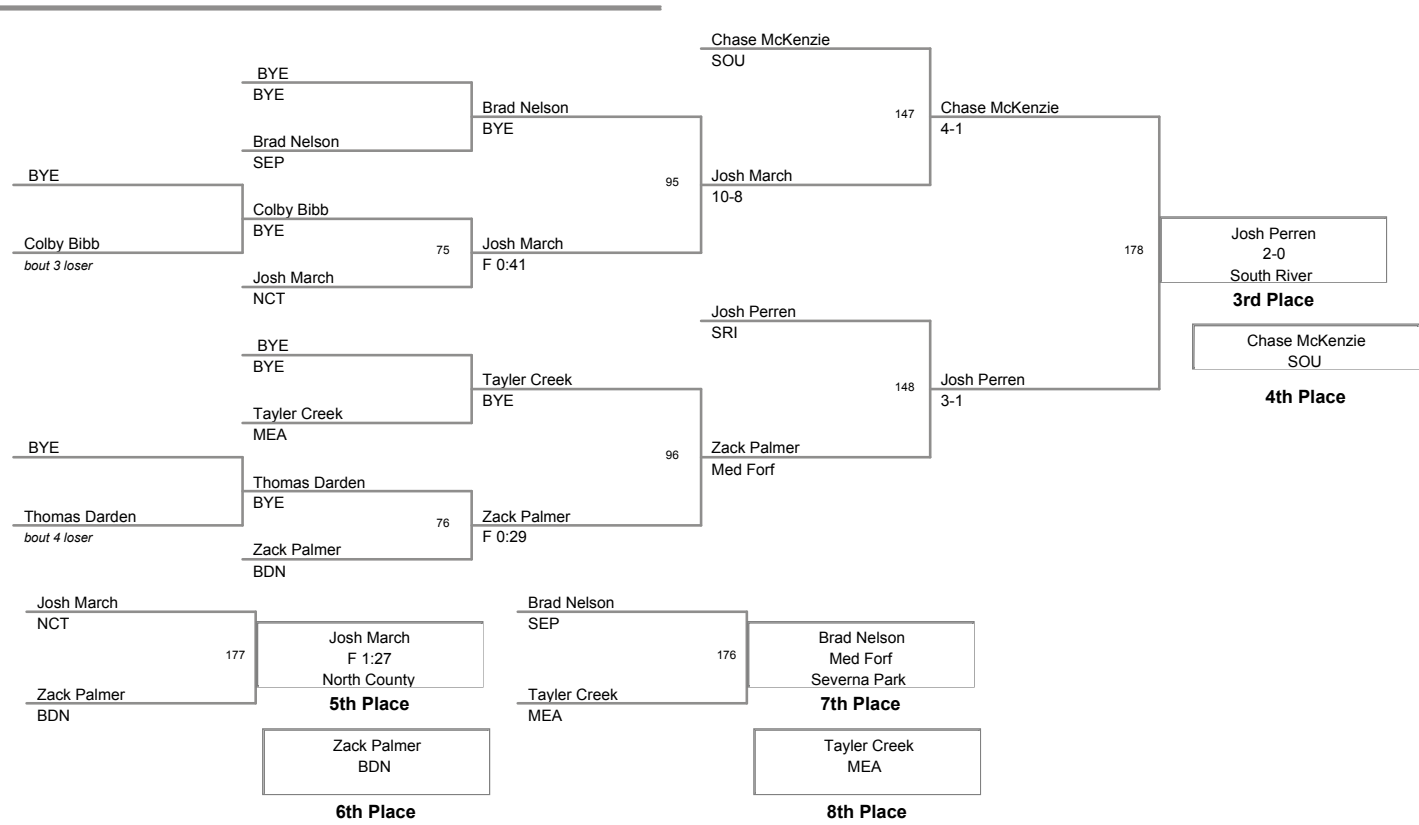 Chase McKenzie
SOU
BYE
BYE
Brad Nelson
BYE
147
Chase McKenzie
4-1
Brad Nelson
SEP
BYE
95
Josh March
10-8
Colby Bibb
BYE
Colby Bibb
bout 3 loser
75
Josh March
F 0:41
178
Josh Perren
2-0
South River
3rd Place
Josh March
NCT
Josh Perren
SRI
Chase McKenzie
SOU
4th Place
BYE
BYE
Tayler Creek
BYE
148
Josh Perren
3-1
Tayler Creek
MEA
BYE
96
Zack Palmer
Med Forf
Thomas Darden
BYE
Thomas Darden
bout 4 loser
76
Zack Palmer
F 0:29
Zack Palmer
BDN
Josh March
NCT
177
Josh March
F 1:27
North County
5th Place
Zack Palmer
BDN
Zack Palmer
BDN
6th Place
Brad Nelson
SEP
176
Brad Nelson
Med Forf
Severna Park
7th Place
Tayler Creek
MEA
Tayler Creek
MEA
8th Place